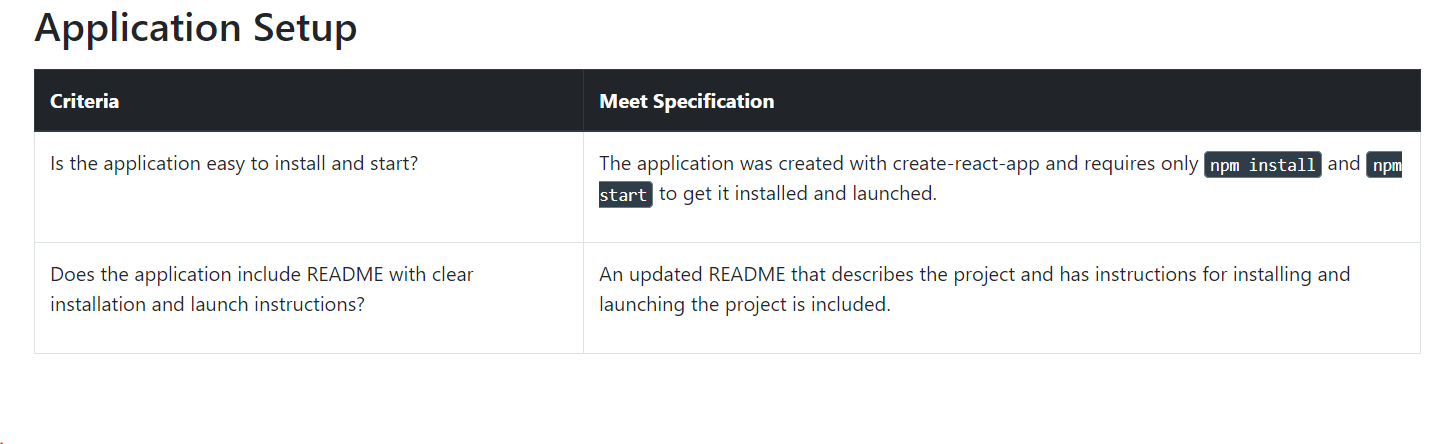 Application Setup
Criteria
Meet Specification
Is the application easy to install and start?
The application was created with create-react-app and requires only npm install and npm
start to get it installed and launched.
Does the application include README with clear
installation and launch instructions?
An updated README that describes the project and has instructions for installing and
launching the project is included.